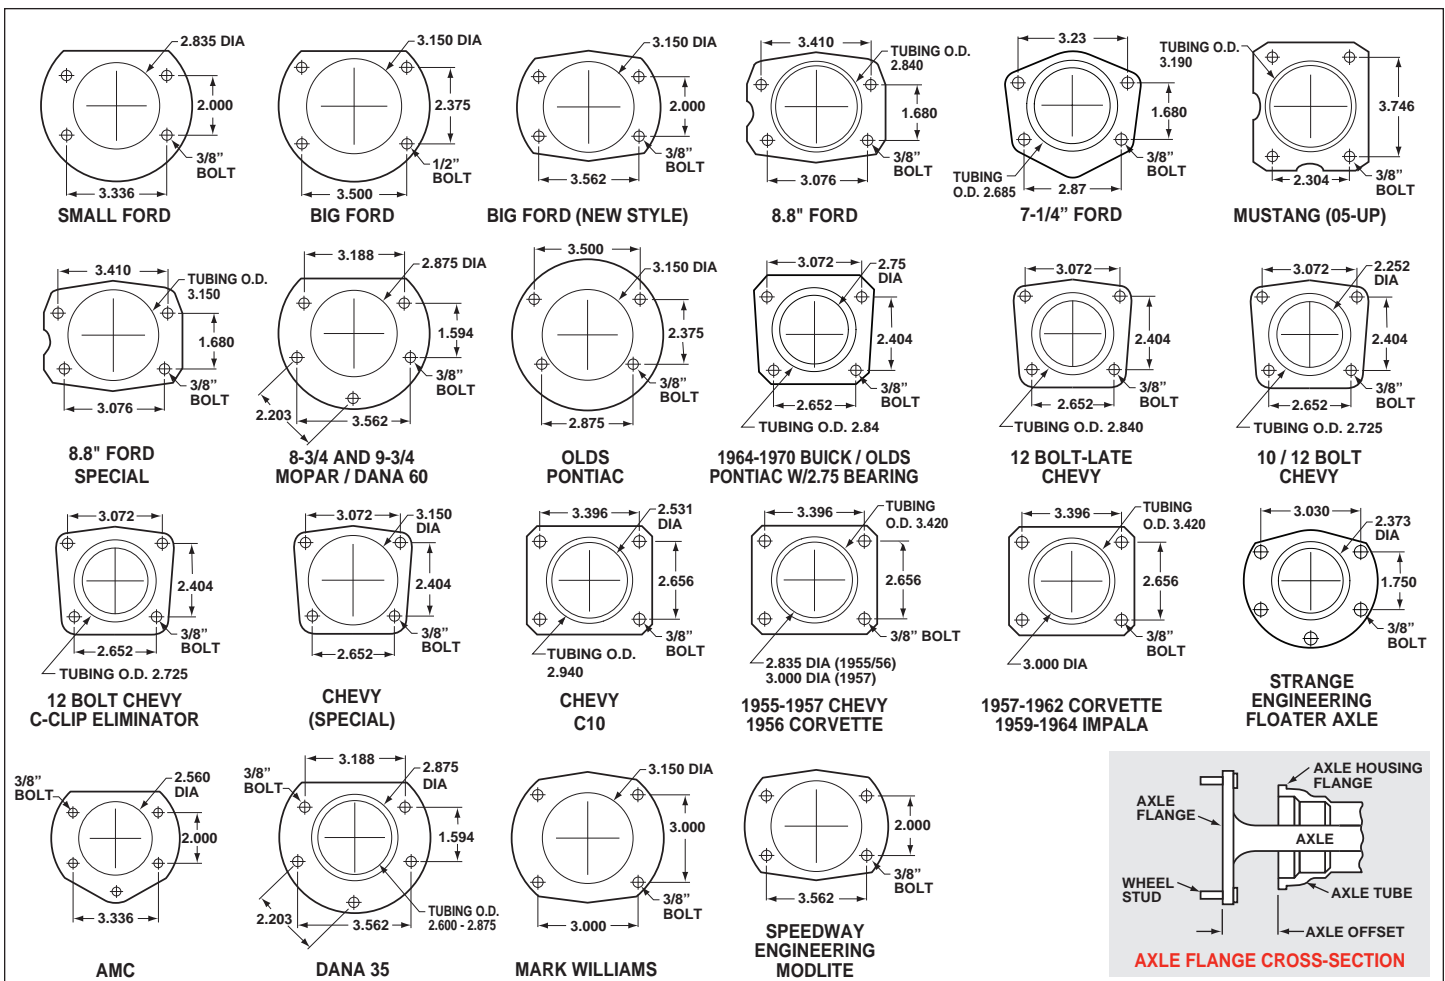 2.835 DIA
2.000
3/8”
BOLT
3.336
SMALL FORD
3.150 DIA
2.375
1/2”
BOLT
3.500
BIG FORD
3.150 DIA
2.000
3/8”
BOLT
3.562
BIG FORD (NEW STYLE)
3.410
TUBING O.D.
2.840
1.680
3/8”
BOLT
3.076
8.8" FORD
3.23
1.680
TUBING
O.D. 2.685
3/8”
BOLT
2.87
7-1/4” FORD
TUBING O.D.
3.190
3.746
3/8”
BOLT
2.304
MUSTANG (05-UP)
3.410
TUBING O.D.
3.150
1.680
3/8”
BOLT
3.076
8.8" FORD
SPECIAL
3.188
2.875 DIA
1.594
3/8”
BOLT
2.203
3.562
8-3/4 AND 9-3/4
MOPAR / DANA 60
3.500
3.150 DIA
2.375
3/8”
BOLT
2.875
OLDS
PONTIAC
3.072
2.75
DIA
2.404
3/8”
BOLT
2.652
TUBING O.D. 2.84
1964-1970 BUICK / OLDS
PONTIAC W/2.75 BEARING
3.072
2.404
3/8”
BOLT
2.652
TUBING O.D. 2.840
12 BOLT-LATE
CHEVY
3.072
2.252
DIA
2.404
3/8”
BOLT
2.652
TUBING O.D. 2.725
10 / 12 BOLT
CHEVY
3.072
2.404
3/8”
BOLT
2.652
TUBING O.D. 2.725
12 BOLT CHEVY
C-CLIP ELIMINATOR
3.072
3.150
DIA
2.404
3/8”
BOLT
2.652
CHEVY
(SPECIAL)
3.396
2.531
DIA
2.656
3/8”
BOLT
TUBING O.D.
2.940
CHEVY
C10
3.396
TUBING
O.D. 3.420
2.656
3/8” BOLT
2.835 DIA (1955/56)
3.000 DIA (1957)
1955-1957 CHEVY
1956 CORVETTE
3.396
TUBING
O.D. 3.420
2.656
3/8”
BOLT
3.000 DIA
1957-1962 CORVETTE
1959-1964 IMPALA
3.030
2.373
DIA
1.750
3/8”
BOLT
STRANGE
ENGINEERING
FLOATER AXLE
3/8”
BOLT
2.560
DIA
2.000
3.336
AMC
3/8”
BOLT
3.188
2.875
DIA
1.594
2.203
3.562
TUBING O.D.
2.600 - 2.875
DANA 35
3.150 DIA
3.000
3/8”
BOLT
3.000
MARK WILLIAMS
2.000
3/8”
BOLT
3.562
SPEEDWAY
ENGINEERING
MODLITE
AXLE HOUSING
FLANGE
AXLE
FLANGE
AXLE
WHEEL
STUD
AXLE TUBE
AXLE OFFSET
AXLE FLANGE CROSS-SECTION